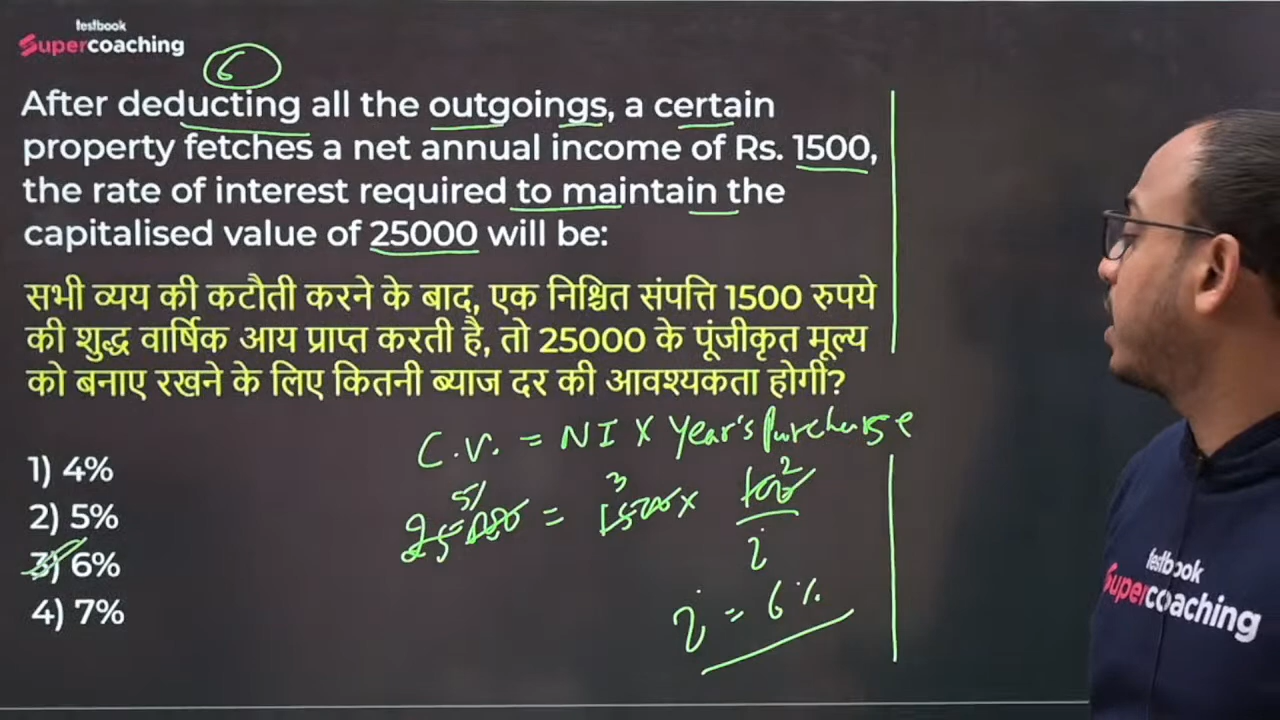 testbook
Supercoaching
6
After deducting all the outgoings, a certain
property fetches a net annual income of Rs. 1500,
the rate of interest required to maintain the
capitalised value of 25000 will be:
सभी व्यय की कटौती करने के बाद, एक निश्चित संपत्ति 1500 रुपये
की शुद्ध वार्षिक आय प्राप्त करती है, तो 25000 के पूंजीकृत मूल्य
को बनाए रखने के लिए कितनी ब्याज दर की आवश्यकता होगी?
C.V. = NI X Year's Purchase
25000 = 1500 x 100/i
i = 6%
1) 4%
2) 5%
3) 6%
4) 7%
testbook
Supercoaching